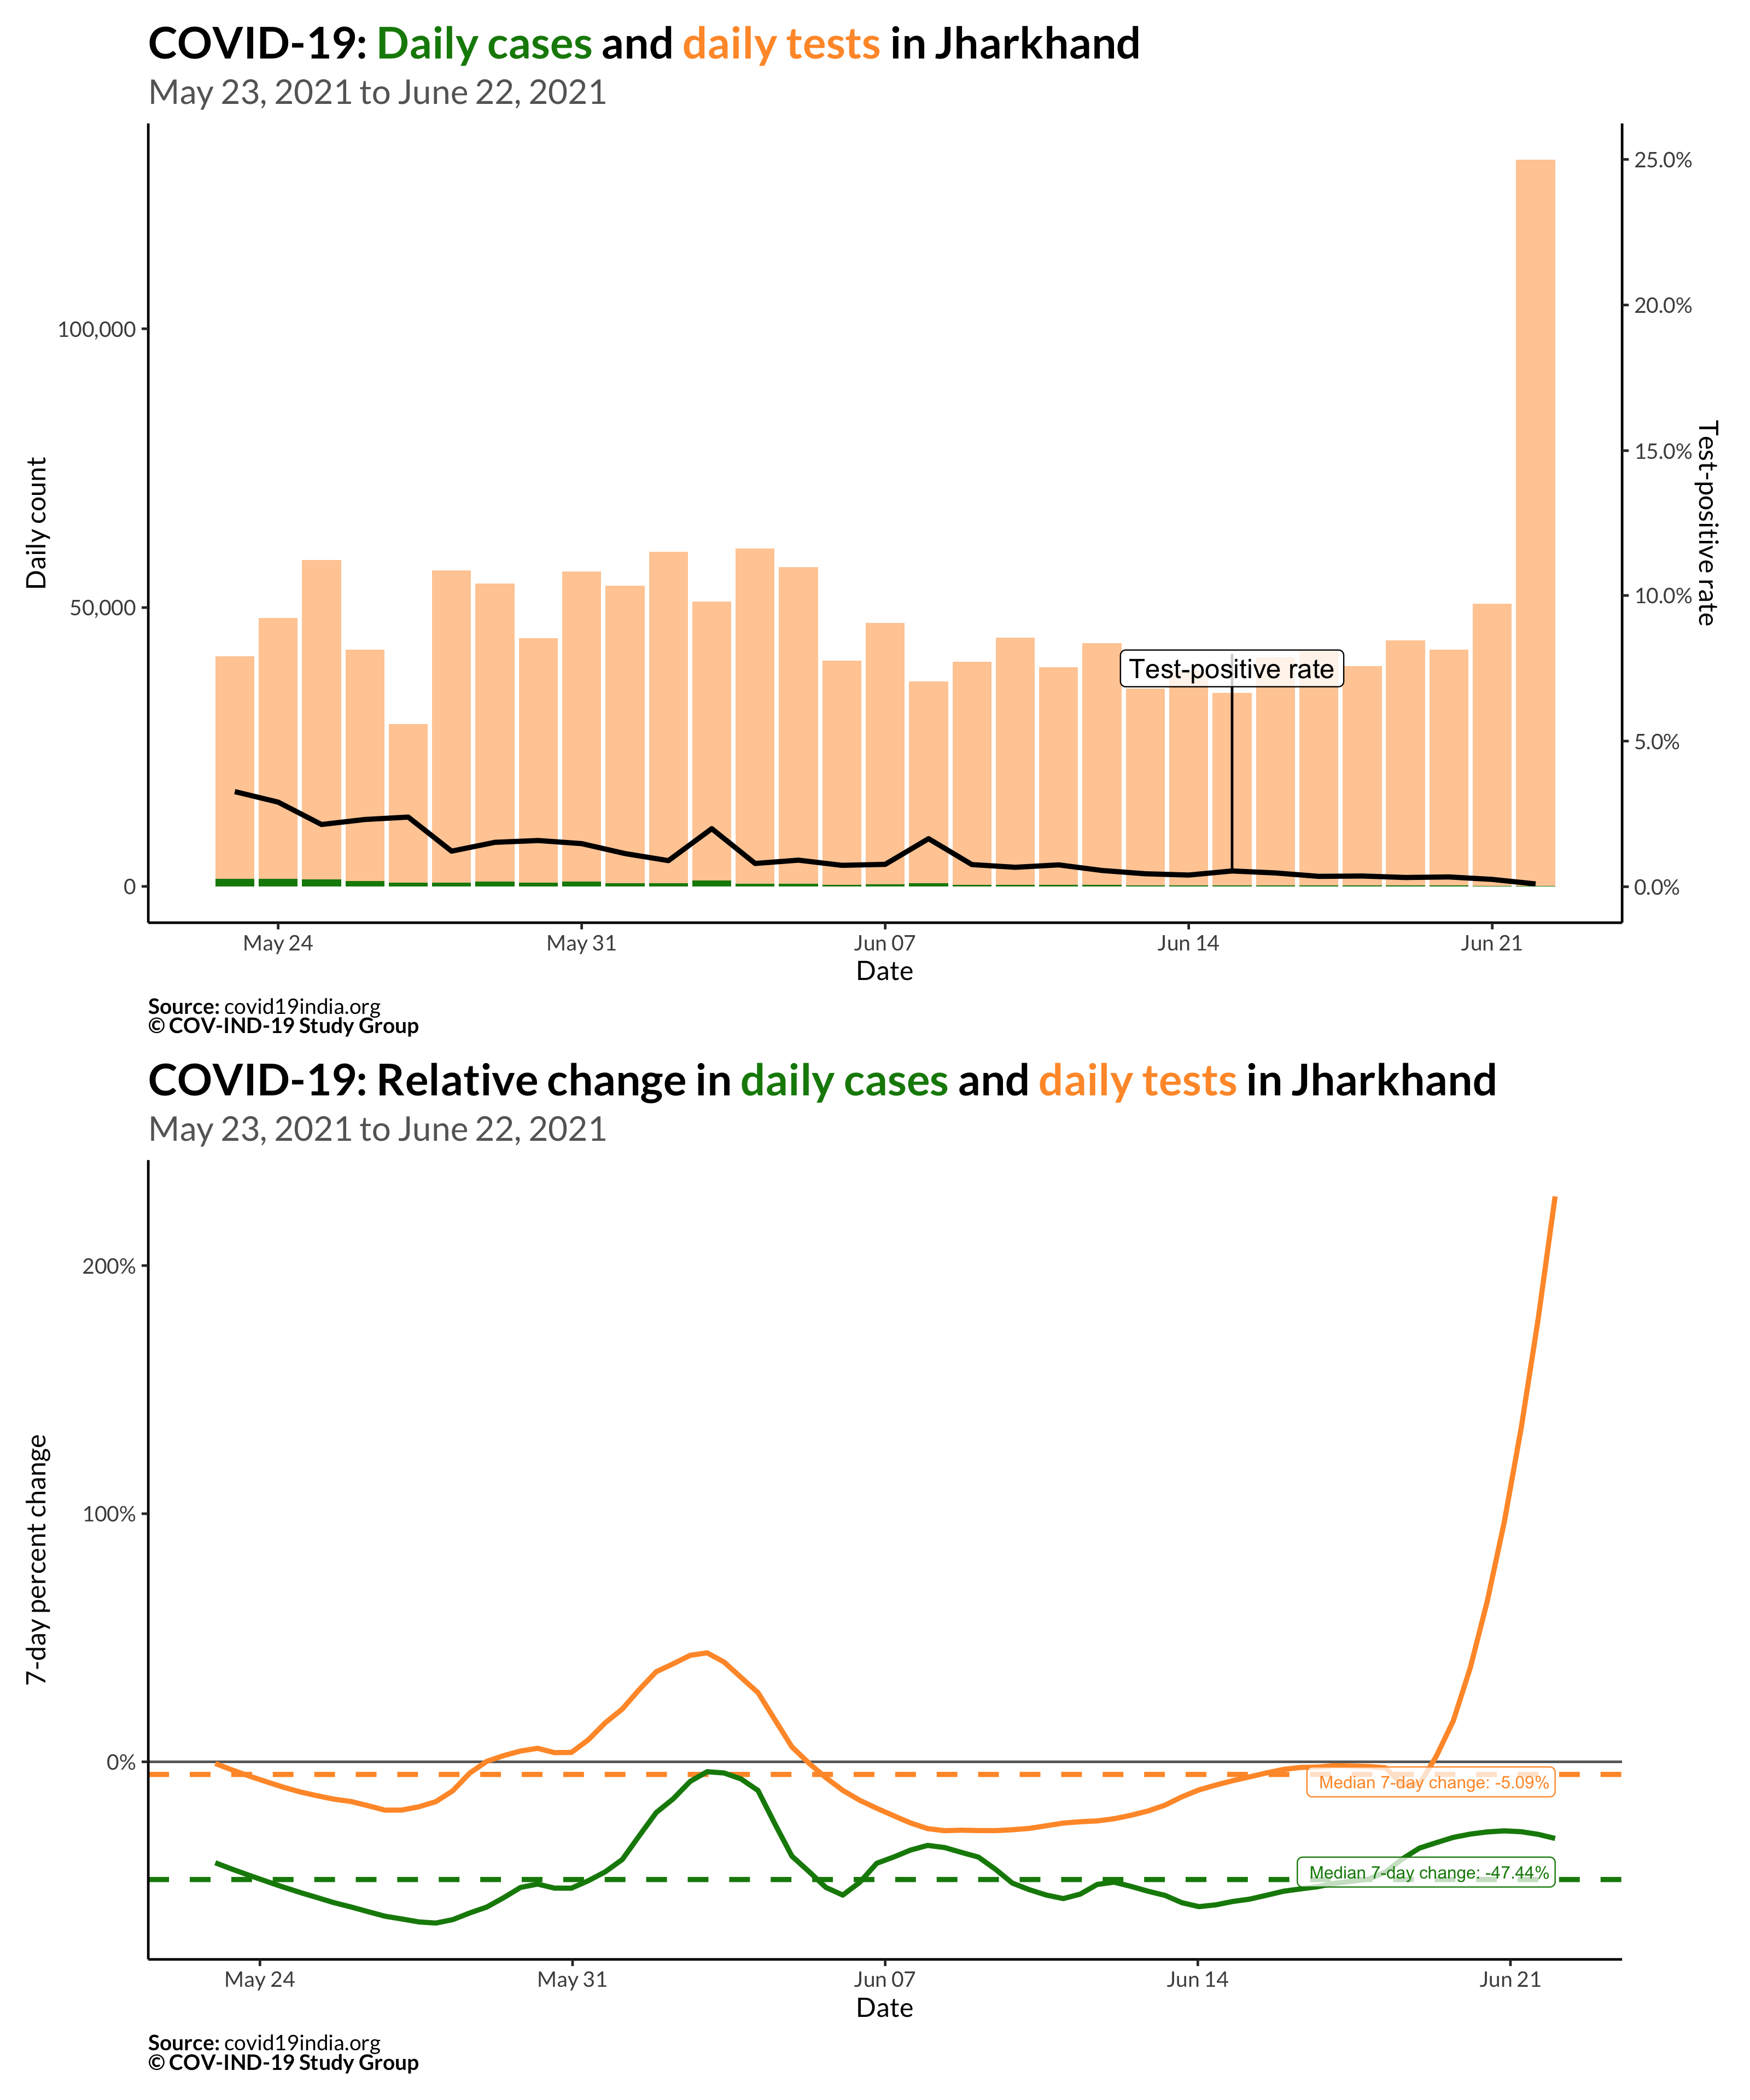 COVID-19: Daily cases and daily tests in Jharkhand
May 23, 2021 to June 22, 2021
Daily count
100,000
50,000
0
25.0%
20.0%
15.0%
10.0%
5.0%
0.0%
Test-positive rate
Test-positive rate
May 24
May 31
Jun 07
Jun 14
Jun 21
Date
Source: covid19india.org
© COV-IND-19 Study Group
COVID-19: Relative change in daily cases and daily tests in Jharkhand
May 23, 2021 to June 22, 2021
7-day percent change
200%
100%
0%
Median 7-day change: -5.09%
Median 7-day change: -47.44%
May 24
May 31
Jun 07
Jun 14
Jun 21
Date
Source: covid19india.org
© COV-IND-19 Study Group